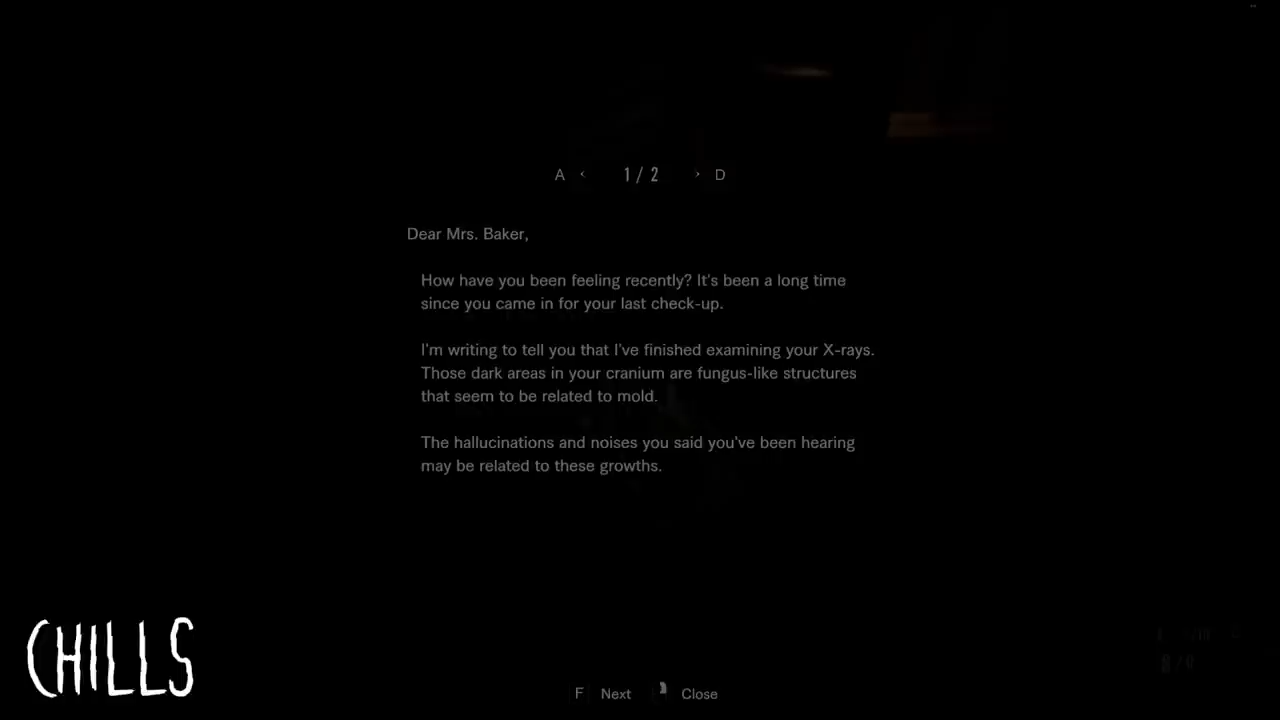 A < 1 / 2 > D
Dear Mrs. Baker,
How have you been feeling recently? It's been a long time
since you came in for your last check-up.
I'm writing to tell you that I've finished examining your X-rays.
Those dark areas in your cranium are fungus-like structures
that seem to be related to mold.
The hallucinations and noises you said you've been hearing
may be related to these growths.
CHILLS
F Next Close